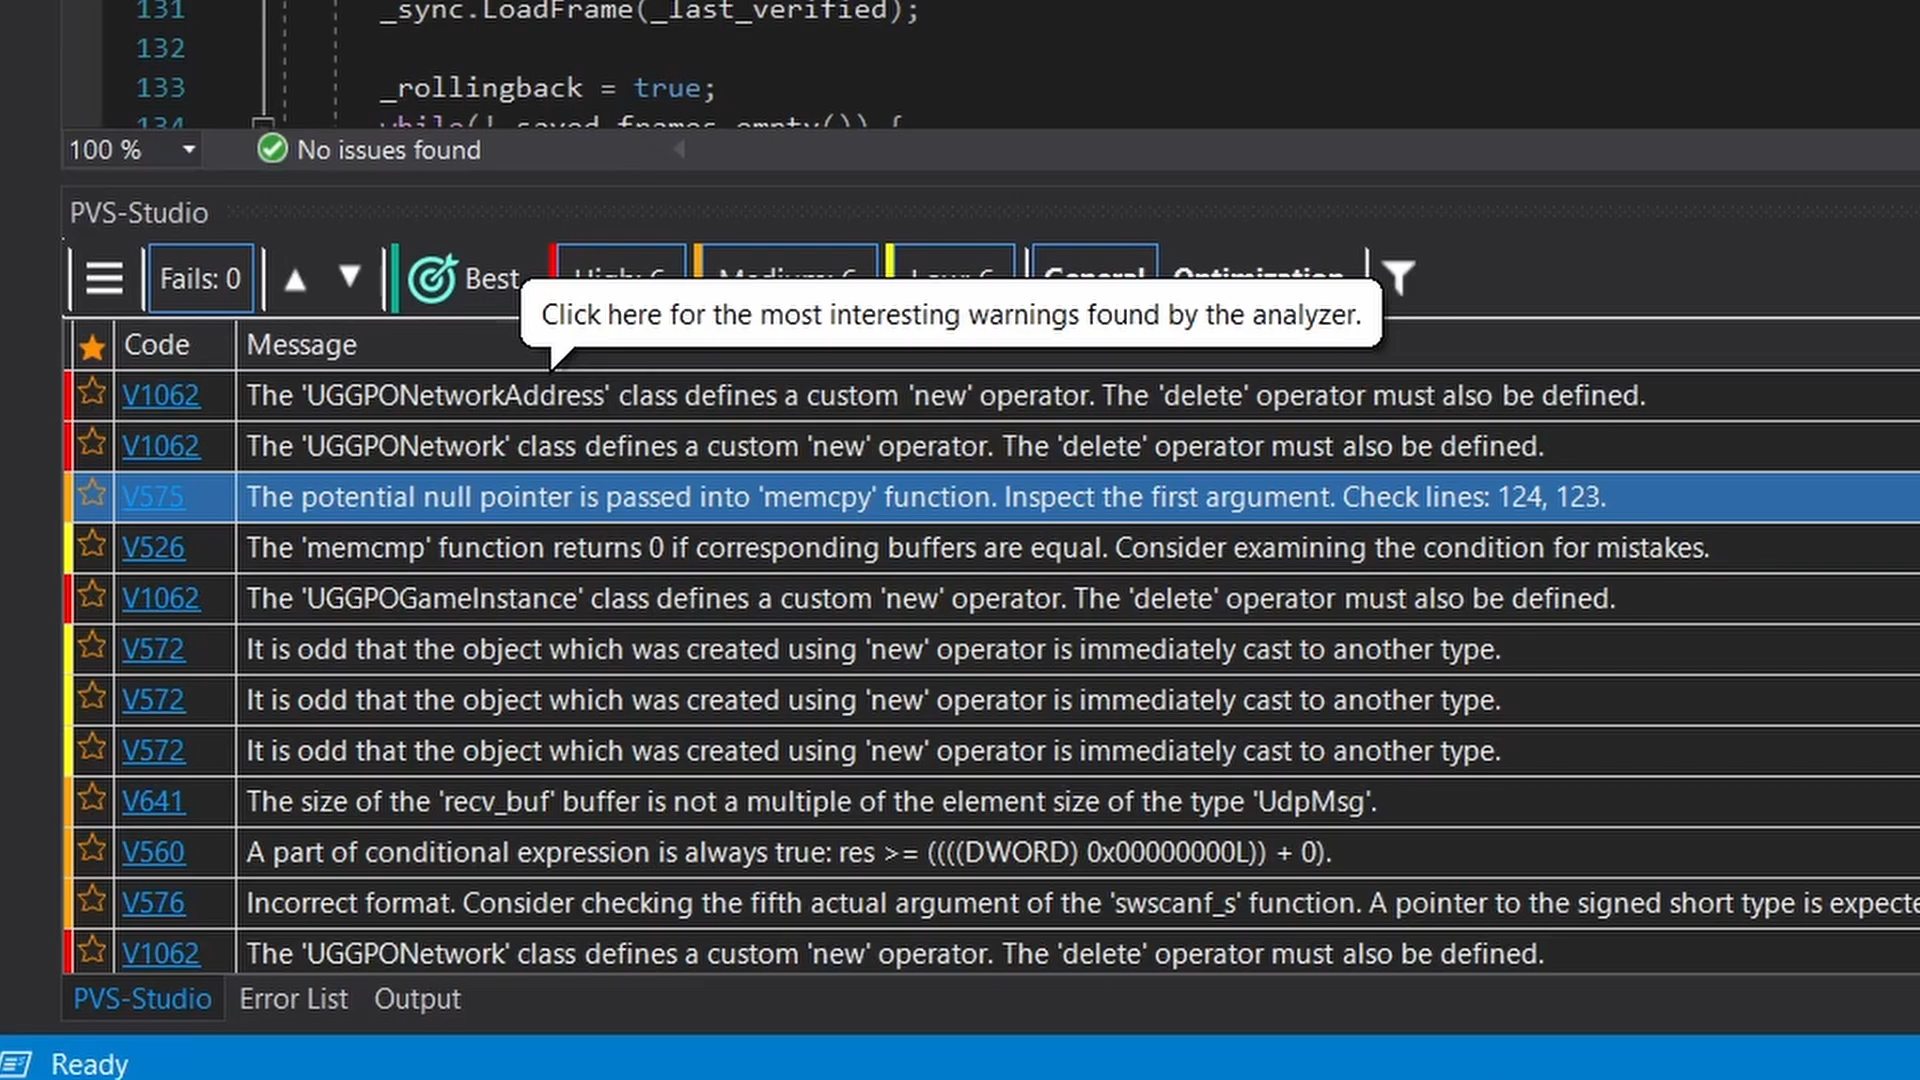 131 _sync.LoadFrame(_last_verified);
132
133 _rollingback = true;
134 while(!_saved_frames.empty()) {
100 % No issues found
PVS-Studio
Fails: 0 Best High: 6 Medium: 6 Low: 6 General Optimization
Click here for the most interesting warnings found by the analyzer.
Code Message
V1062 The 'UGGPONetworkAddress' class defines a custom 'new' operator. The 'delete' operator must also be defined.
V1062 The 'UGGPONetwork' class defines a custom 'new' operator. The 'delete' operator must also be defined.
V575 The potential null pointer is passed into 'memcpy' function. Inspect the first argument. Check lines: 124, 123.
V526 The 'memcmp' function returns 0 if corresponding buffers are equal. Consider examining the condition for mistakes.
V1062 The 'UGGPOGameInstance' class defines a custom 'new' operator. The 'delete' operator must also be defined.
V572 It is odd that the object which was created using 'new' operator is immediately cast to another type.
V572 It is odd that the object which was created using 'new' operator is immediately cast to another type.
V572 It is odd that the object which was created using 'new' operator is immediately cast to another type.
V641 The size of the 'recv_buf' buffer is not a multiple of the element size of the type 'UdpMsg'.
V560 A part of conditional expression is always true: res >= ((((DWORD) 0x00000000L)) + 0).
V576 Incorrect format. Consider checking the fifth actual argument of the 'swscanf_s' function. A pointer to the signed short type is expecte
V1062 The 'UGGPONetwork' class defines a custom 'new' operator. The 'delete' operator must also be defined.
PVS-Studio Error List Output
Ready